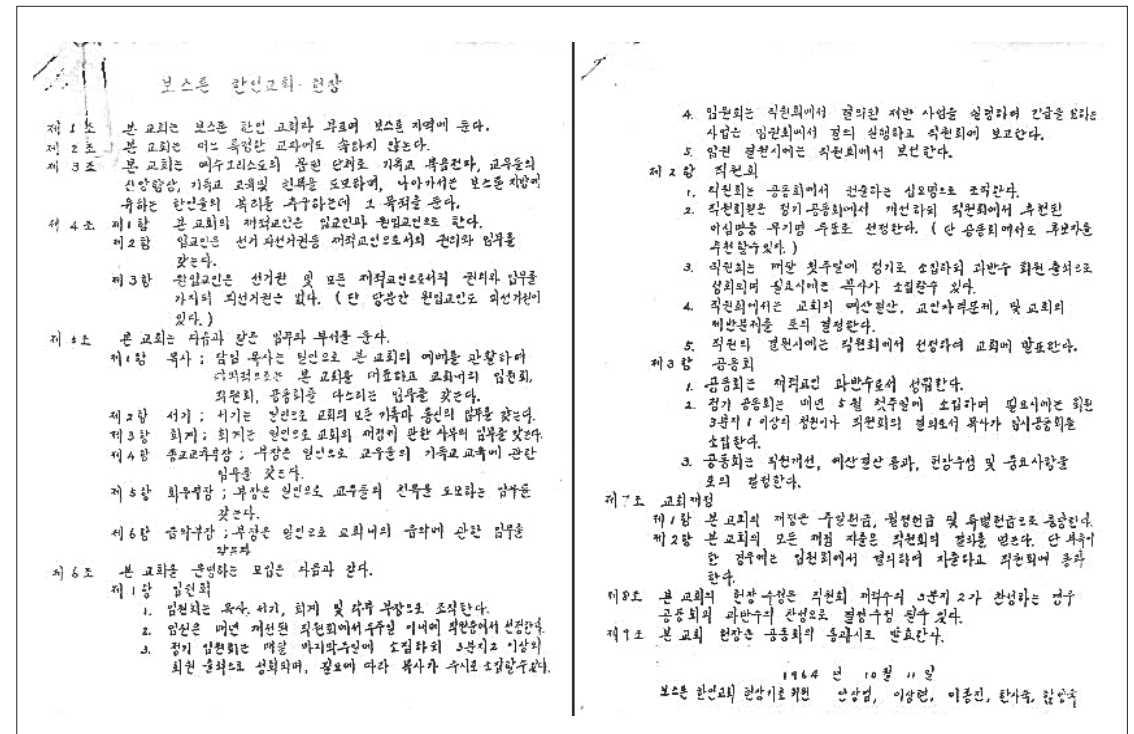 보스톤 한인교회 헌장
제 1 조 본 교회는 보스톤 한인 교회라 부르며 보스톤 지역에 둔다.
제 2 조 본 교회는 어느 특정한 교파에도 속하지 않는다.
제 3 조 본 교회는 예수그리스도의 몸된 단체로 기독교 복음전파, 교우들의
신앙향상, 기독교 교육및 친목을 도모하며, 나아가서는 보스톤 지방에
유하는 한인들의 복리를 추구하는데 그 목적을 둔다.
제 4 조 제1항 본 교회의 재적교인은 입교인과 원입교인으로 한다.
제2항 입교인은 선거 피선거권등 재적교인으로서의 권리와 임무를
갖는다.
제3항 원입교인은 선거권 및 모든 재적교인으로서의 권리와 임무를
가지되 피선거권은 없다. (단 당분간 원입교인도 피선거권이
있다.)
제 5조 본 교회는 다음과 같은 임무와 부서를 둔다.
제1항 목사 ; 담임 목사는 일인으로 본 교회의 예배를 관활하며
대외적으로는 본 교회를 대표하고 교회내의 임원회,
직원회, 공동회를 다스리는 임무를 갖는다.
제2항 서기 ; 서기는 일인으로 교회의 모든 기록과 통신의 임무를 갖는다.
제3항 회계 ; 회계는 일인으로 교회의 재정에 관한 사무의 임무를 갖는다.
제4항 종교교육부장 ; 부장은 일인으로 교우들의 기독교 교육에 관한
임무를 갖는다.
제5항 회우부장 ; 부장은 일인으로 교우들의 친목을 도모하는 임무를
갖는다.
제6항 음악부장 ; 부장은 일인으로 교회내의 음악에 관한 임무를
갖는다
제 6조 본 교회를 운영하는 모임은 다음과 같다.
제1항 임원회
1. 임원회는 목사, 서기, 회계 및 각부 부장으로 조직한다.
2. 임원은 매년 개선된 직원회에서 주일 이내에 직원중에서 선정한다.
3. 정기 임원회는 매달 마지막주일에 소집하되 3분지2 이상의
회원 출석으로 성회되며, 필요에 따라 목사가 수시로 소집할수있다.
4. 임원회는 직원회에서 결의된 제반 사업을 실행하며 긴급을 요하는
사업은 임원회에서 결의 실행하고 직원회에 보고한다.
5. 임원 결원시에는 직원회에서 보선한다.
제2항 직원회
1. 직원회는 공동회에서 선출하는 십오명으로 조직한다.
2. 직원회원은 정기 공동회에서 개선하되 직원회에서 추천된
이십명중 무기명 투표로 선정한다. (단 공동회에서도 후보자를
추천할수있다.)
3. 직원회는 매달 첫주일에 정기로 소집하되 과반수 회원 출석으로
성회되며 필요시에는 목사가 소집할수 있다.
4. 직원회에서는 교회의 예산결산, 교인자격문제, 및 교회의
제반문제를 토의 결정한다.
5. 직원의 결원시에는 직원회에서 선정하여 교회에 발표한다.
제3항 공동회
1. 공동회는 재적교인 과반수로서 성립한다.
2. 정기 공동회는 매년 5월 첫주일에 소집하며 필요시에는 회원
3분지 1 이상의 청원이나 직원회의 결의로서 목사가 임시공동회를
소집한다.
3. 공동회는 직원개선, 예산결산 통과, 헌장수정 및 중요사항을
토의 결정한다.
제7조 교회재정
제1항 본 교회의 재정은 주일헌금, 월정헌금 및 특별헌금으로 충당한다.
제2항 본 교회의 모든 재정 지출은 직원회의 결의를 얻는다. 단 부득이
한 경우에는 임원회에서 결의하여 지출하고 직원회에 통과
한다.
제8조 본 교회의 헌장 수정은 직원회 재적수의 3분지 2가 찬성하는 경우
공동회의 과반수의 찬성으로 결정수정 될수 있다.
제9조 본 교회 헌장은 공동회의 통과시로 발효한다.
1964 년 10월 11일
보스톤 한인교회 헌장기초위원 안상엽, 이상현, 이종진, 한사욱,